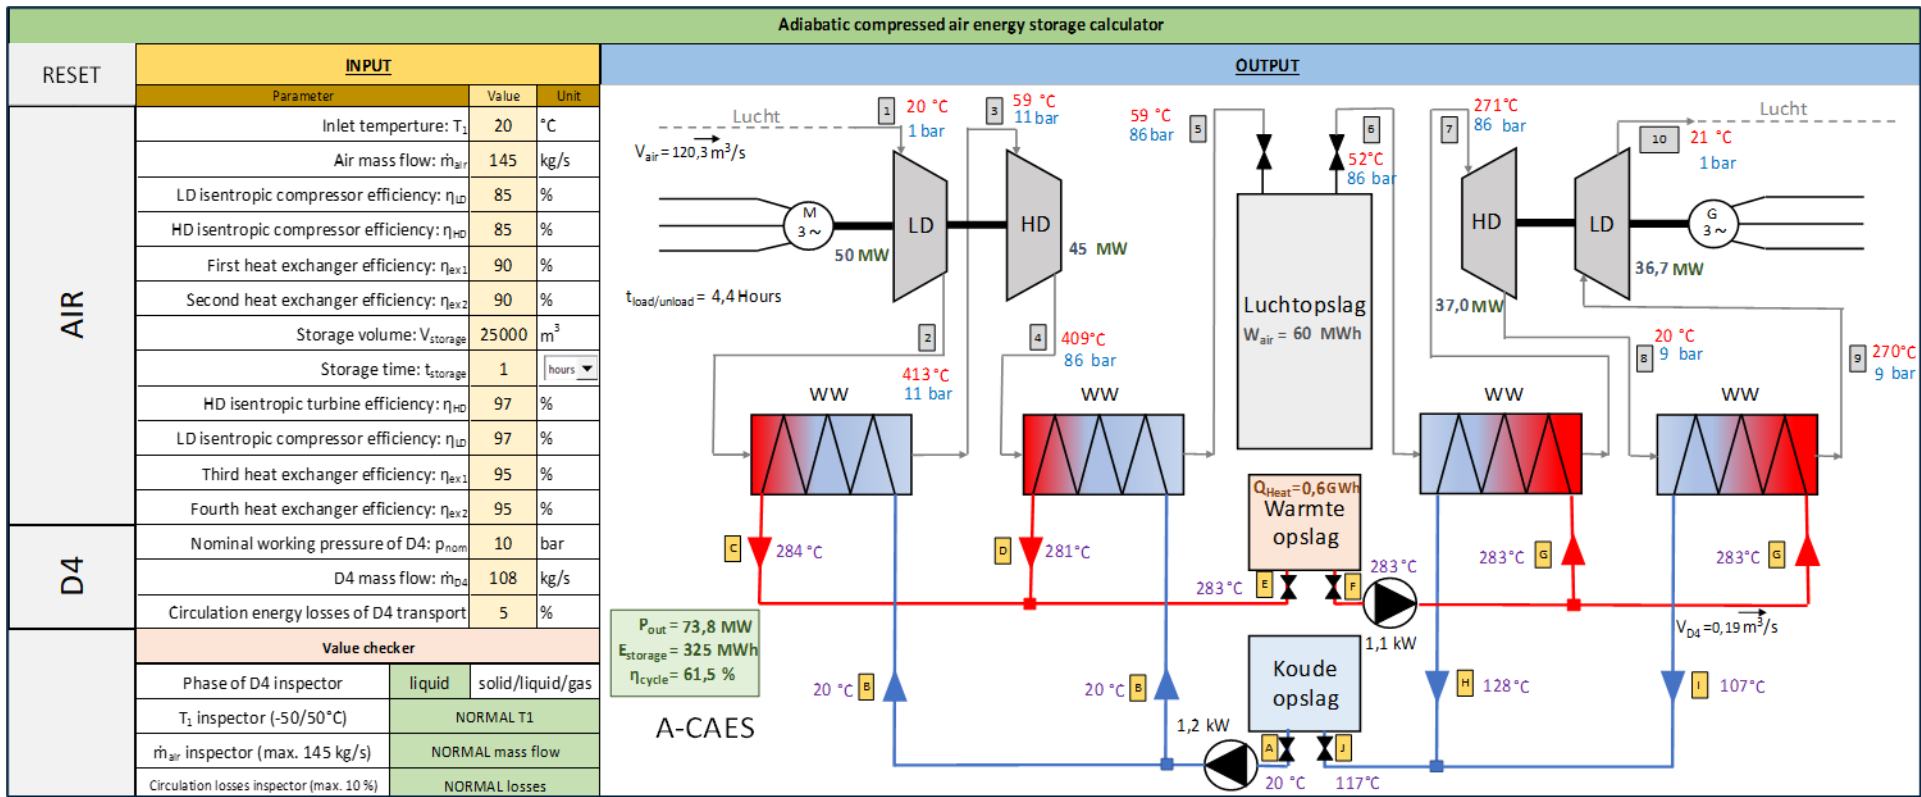 Adiabatic compressed air energy storage calculator
RESET
INPUT
OUTPUT
Parameter Value Unit
AIR
Inlet temperture: T1 20 °C
Air mass flow: ṁair 145 kg/s
LD isentropic compressor efficiency: ηLD 85 %
HD isentropic compressor efficiency: ηHD 85 %
First heat exchanger efficiency: ηex1 90 %
Second heat exchanger efficiency: ηex2 90 %
Storage volume: Vstorage 25000 m³
Storage time: tstorage 1 hours
HD isentropic turbine efficiency: ηHD 97 %
LD isentropic compressor efficiency: ηLD 97 %
Third heat exchanger efficiency: ηex1 95 %
Fourth heat exchanger efficiency: ηex2 95 %
D4
Nominal working pressure of D4: pnom 10 bar
D4 mass flow: ṁD4 108 kg/s
Circulation energy losses of D4 transport 5 %
Value checker
Phase of D4 inspector liquid solid/liquid/gas
T1 inspector (-50/50°C) NORMAL T1
ṁair inspector (max. 145 kg/s) NORMAL mass flow
Circulation losses inspector (max. 10 %) NORMAL losses
Lucht
Vair = 120,3 m³/s
1
20 °C
1 bar
3
59 °C
11 bar
59 °C
86 bar
5
6
52°C
86 bar
7
271°C
86 bar
Lucht
10
21 °C
1 bar
M
3 ~
LD
HD
50 MW
45 MW
HD
LD
G
3 ~
36,7 MW
37,0 MW
tload/unload = 4,4 Hours
Luchtopslag
Wair = 60 MWh
2
413°C
11 bar
4
409°C
86 bar
8
20 °C
9 bar
9
270°C
9 bar
WW
WW
WW
WW
QHeat=0,6GWh
Warmte
opslag
C
284 °C
D
281°C
E
283°C
F
283°C
283°C
G
283°C
G
1,1 kW
VD4 =0,19 m³/s
Pout = 73,8 MW
Estorage = 325 MWh
ηcycle = 61,5 %
20 °C
B
20 °C
B
Koude
opslag
H
128°C
I
107°C
A-CAES
1,2 kW
A
J
20 °C
117°C